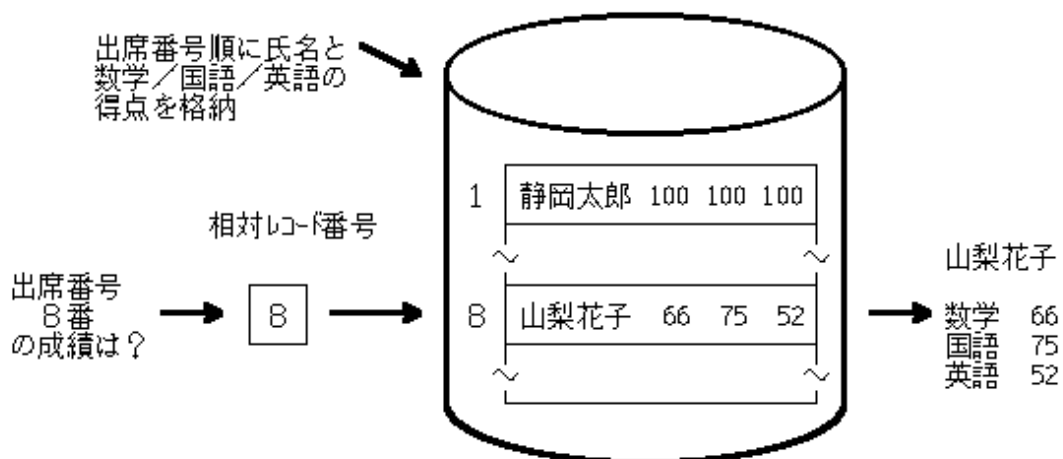 出席番号順に氏名と
数学／国語／英語の
得点を格納
1 静岡太郎 100 100 100
相対ﾚｺｰﾄﾞ番号
出席番号
８番
の成績は？
8
8 山梨花子 66 75 52
山梨花子
数学 66
国語 75
英語 52